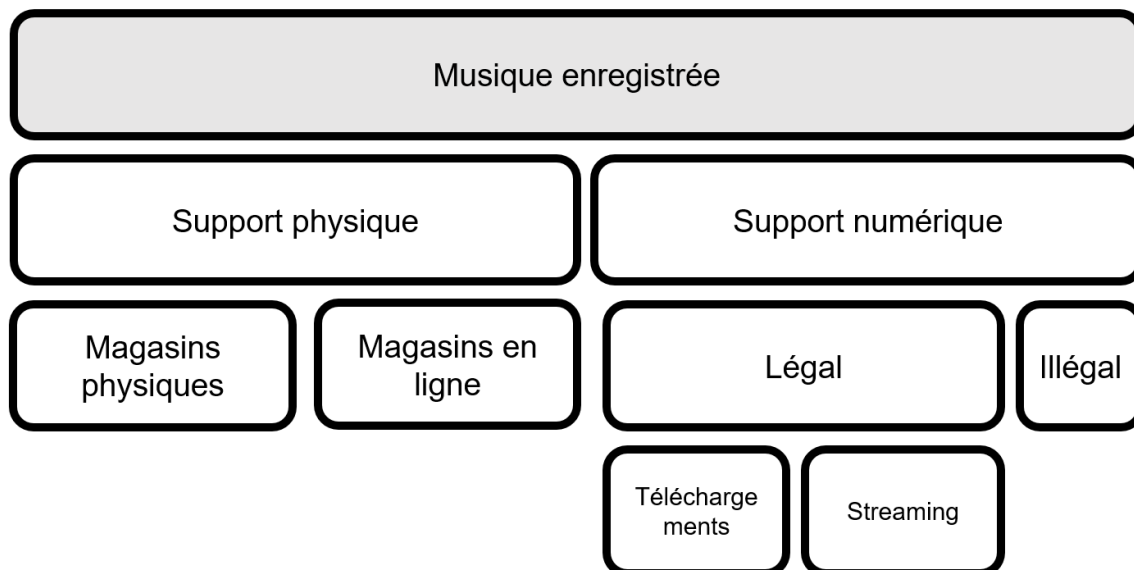 Musique enregistrée
Support physique
Support numérique
Magasins
physiques
Magasins en
ligne
Légal
Illégal
Télécharge
ments
Streaming